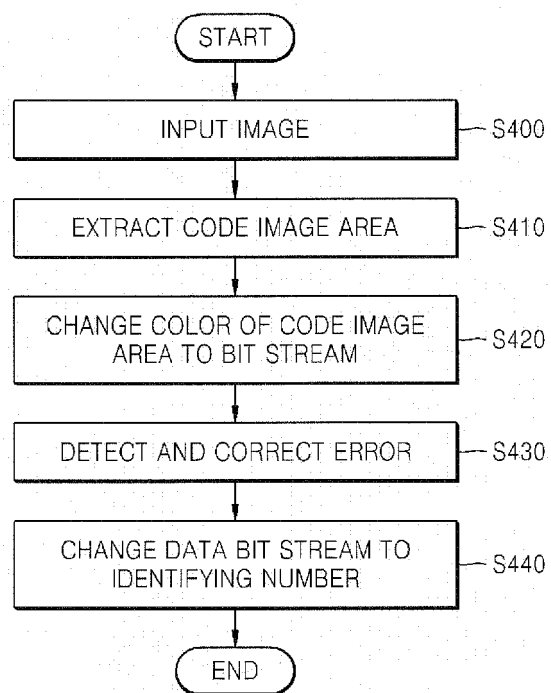 START
INPUT IMAGE
S400
EXTRACT CODE IMAGE AREA
S410
CHANGE COLOR OF CODE IMAGE
AREA TO BIT STREAM
S420
DETECT AND CORRECT ERROR
S430
CHANGE DATA BIT STREAM TO
IDENTIFYING NUMBER
S440
END